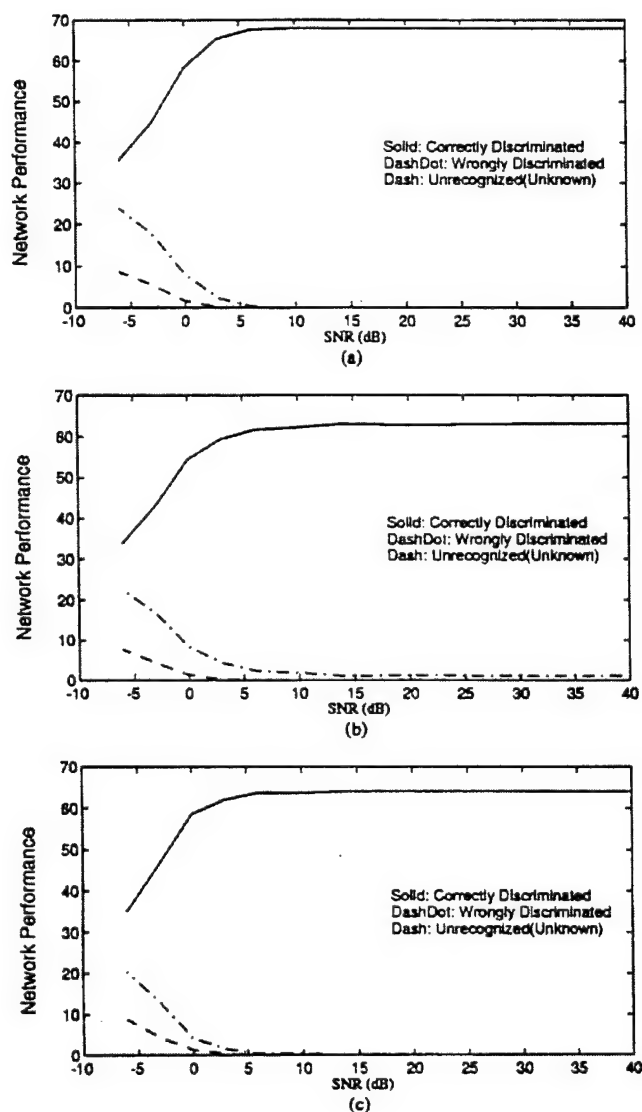 70
60
50
40
30
20
10
0
Network Performance
Solid: Correctly Discriminated
DashDot: Wrongly Discriminated
Dash: Unrecognized(Unknown)
-10 -5 0 5 10 15 20 25 30 35 40
SNR (dB)
(a)
70
60
50
40
30
20
10
0
Network Performance
Solid: Correctly Discriminated
DashDot: Wrongly Discriminated
Dash: Unrecognized(Unknown)
-10 -5 0 5 10 15 20 25 30 35 40
SNR (dB)
(b)
70
60
50
40
30
20
10
0
Network Performance
Solid: Correctly Discriminated
DashDot: Wrongly Discriminated
Dash: Unrecognized(Unknown)
-10 -5 0 5 10 15 20 25 30 35 40
SNR (dB)
(c)